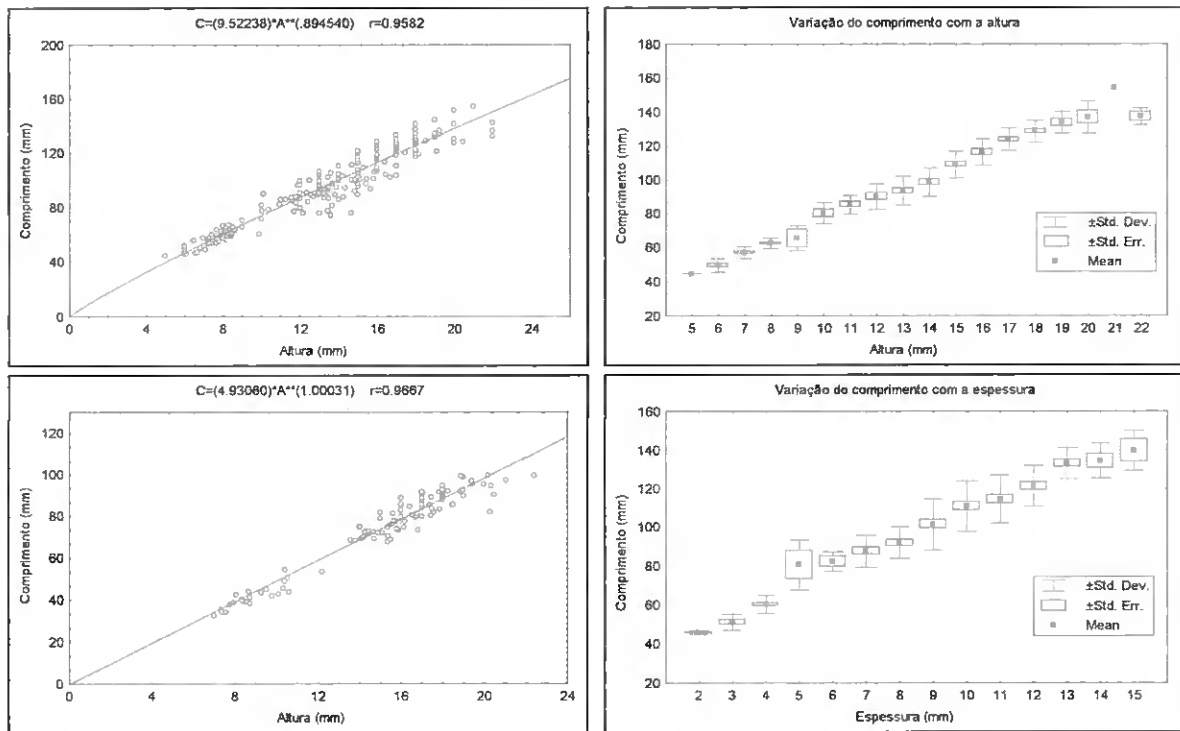 C=(9.52238)*A**(.894540) r=0.9582
200
160
120
80
40
0
Comprimento (mm)
0 4 8 12 16 20 24
Altura (mm)
Variação do comprimento com a altura
180
160
140
120
100
80
60
40
20
Comprimento (mm)
±Std. Dev.
±Std. Err.
Mean
5 6 7 8 9 10 11 12 13 14 15 16 17 18 19 20 21 22
Altura (mm)
C=(4.93060)*A**(1.00031) r=0.9667
120
100
80
60
40
20
0
Comprimento (mm)
0 4 8 12 16 20 24
Altura (mm)
Variação do comprimento com a espessura
160
140
120
100
80
60
40
20
Comprimento (mm)
±Std. Dev.
±Std. Err.
Mean
2 3 4 5 6 7 8 9 10 11 12 13 14 15
Espessura (mm)